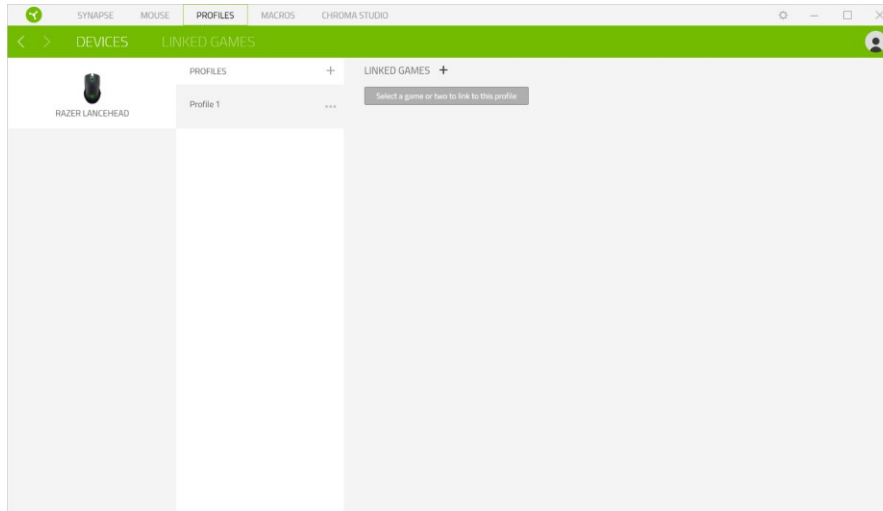 SYNAPSE MOUSE PROFILES MACROS CHROMA STUDIO
DEVICES LINKED GAMES
PROFILES + LINKED GAMES +
Profile 1 ... Select a game or two to link to this profile
RAZER LANCEHEAD